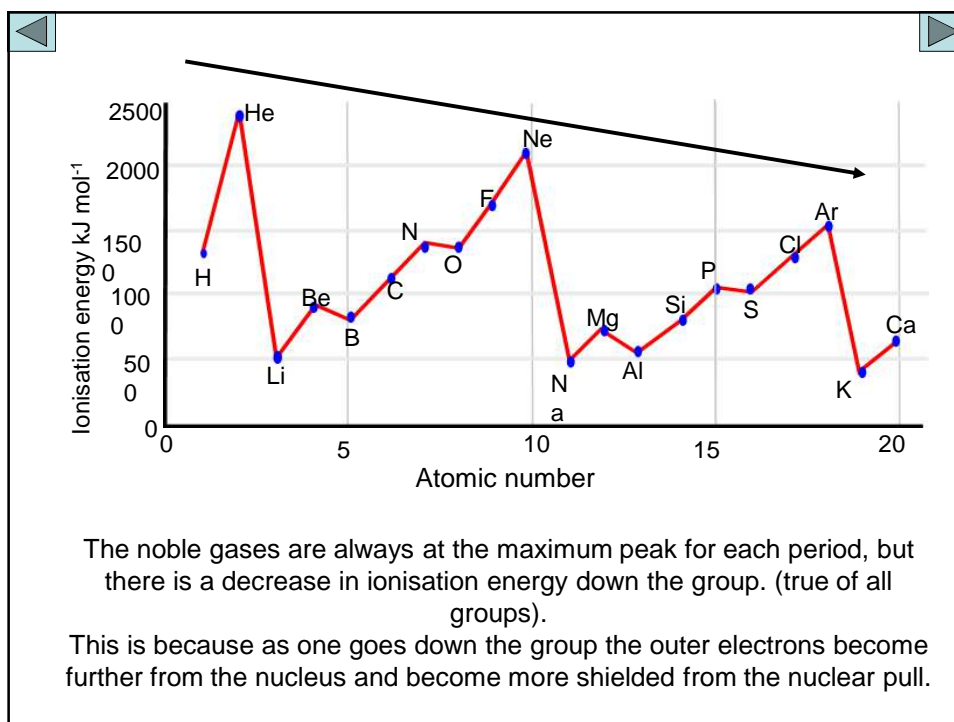 2500
He
Ne
2000
Ionisation energy kJ mol-1
F
Ar
N
150
0
O
Cl
H
C
P
100
0
Be
B
Si
S
Mg
Ca
50
0
Li
N
a
Al
K
0
0
5
10
15
20
Atomic number
The noble gases are always at the maximum peak for each period, but
there is a decrease in ionisation energy down the group. (true of all
groups).
This is because as one goes down the group the outer electrons become
further from the nucleus and become more shielded from the nuclear pull.